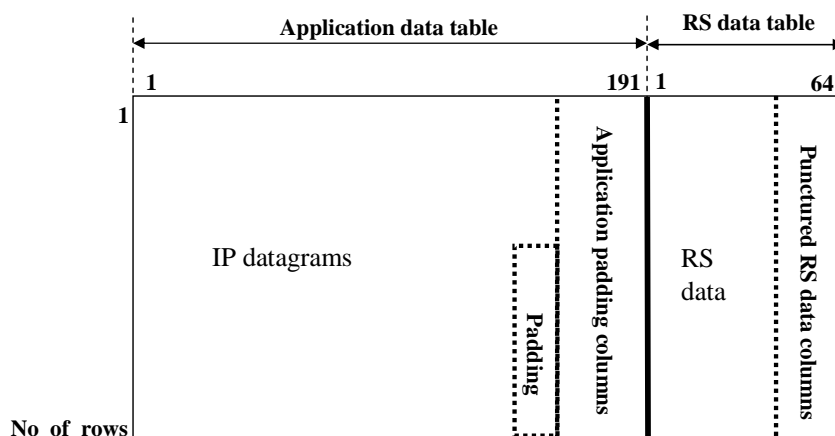 Application data table
RS data table
1
191
1
64
1
IP datagrams
Padding
Application padding columns
RS
data
Punctured RS data columns
No of rows